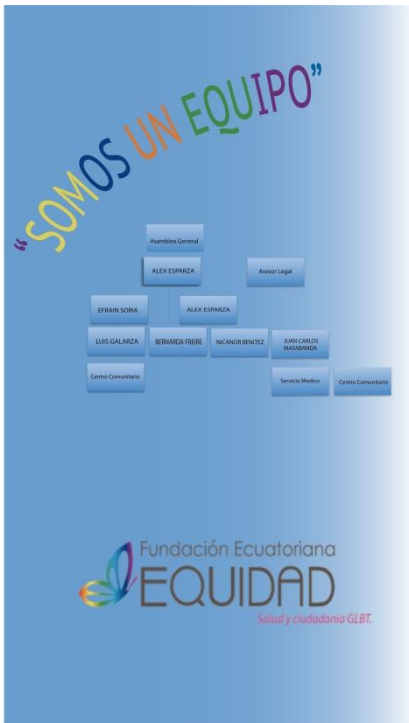 "SOMOS UN EQUIPO"
Asamblea General
ALEX ESPARZA
Asesor Legal
EFRAIN SORIA
ALEX ESPARZA
LUIS GALARZA
BERNARDA FREIRE
NICANOR BENITEZ
JUAN CARLOS
MASABANDA
Centro Comunitario
Servicio Medico
Centro Comunitario
Fundación Ecuatoriana
EQUIDAD
Salud y ciudadanía GLBT.